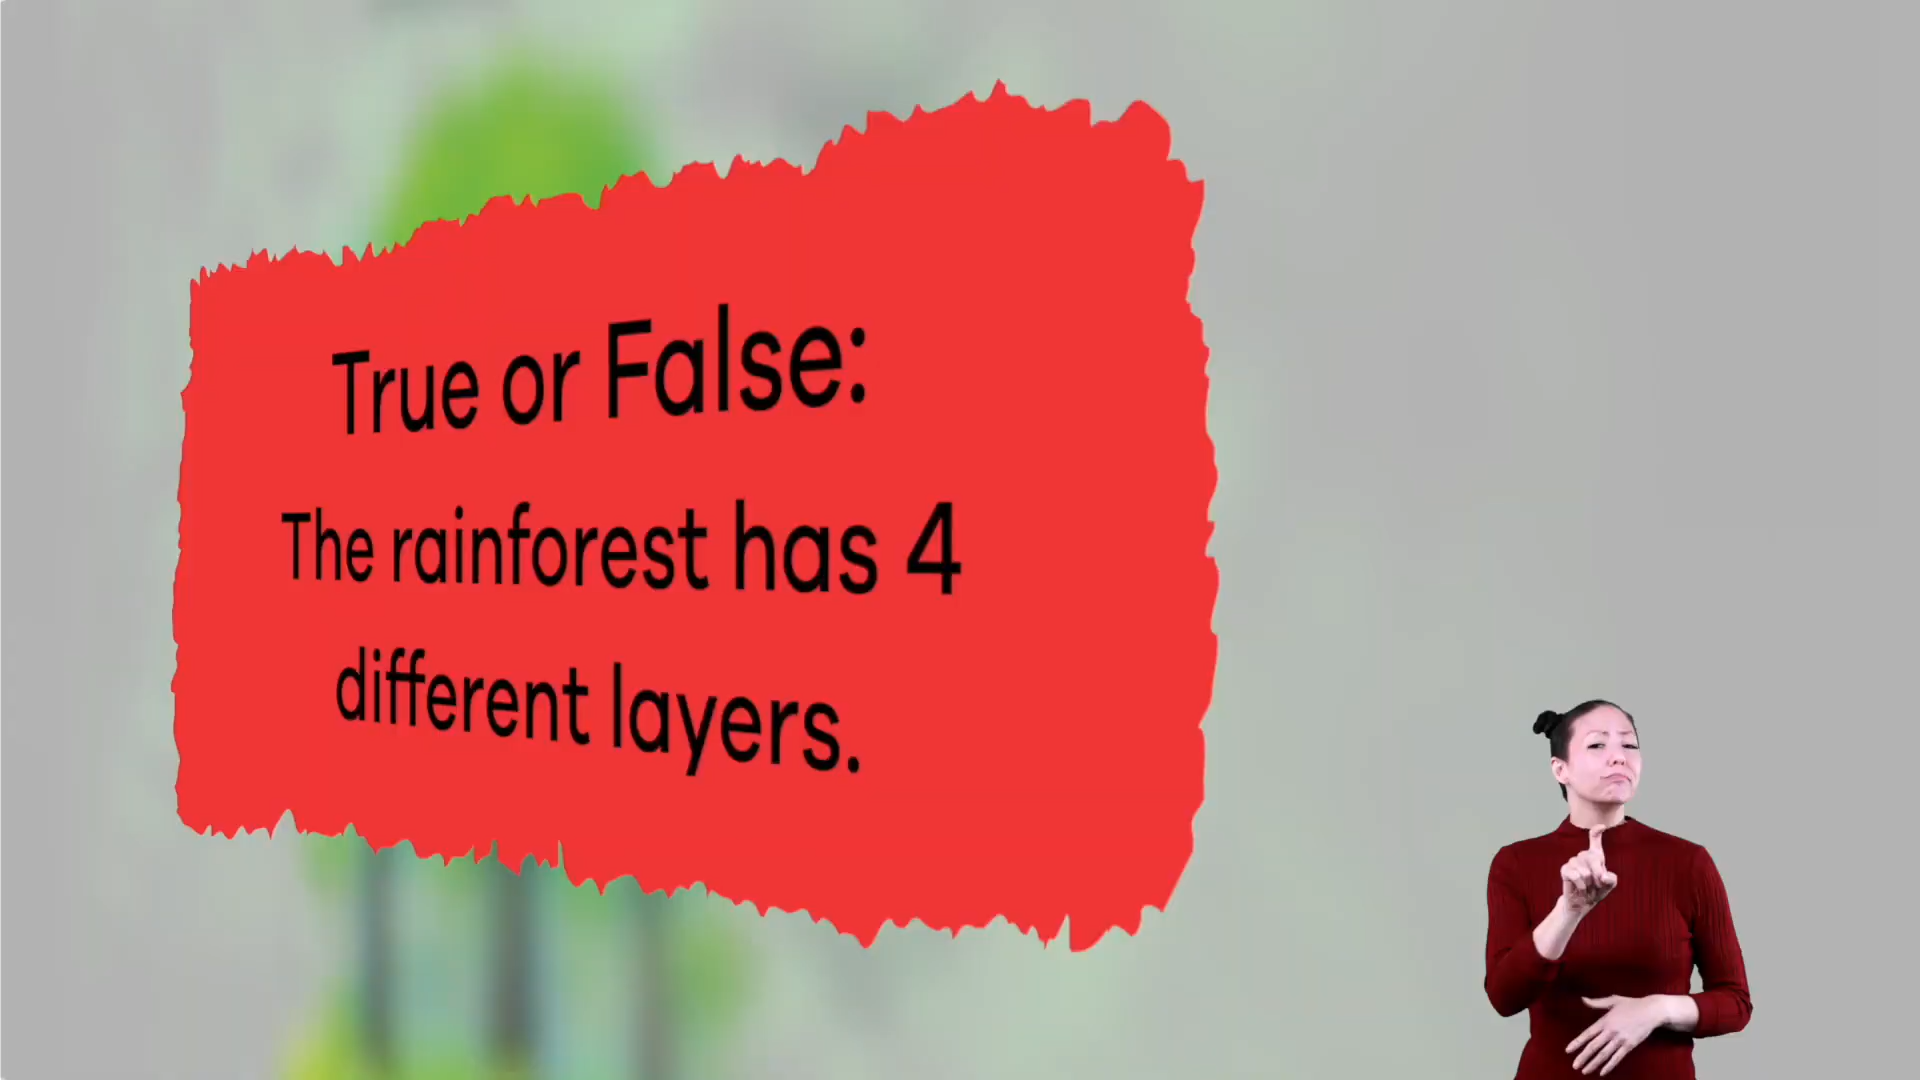 True or False:
The rainforest has 4
different layers.